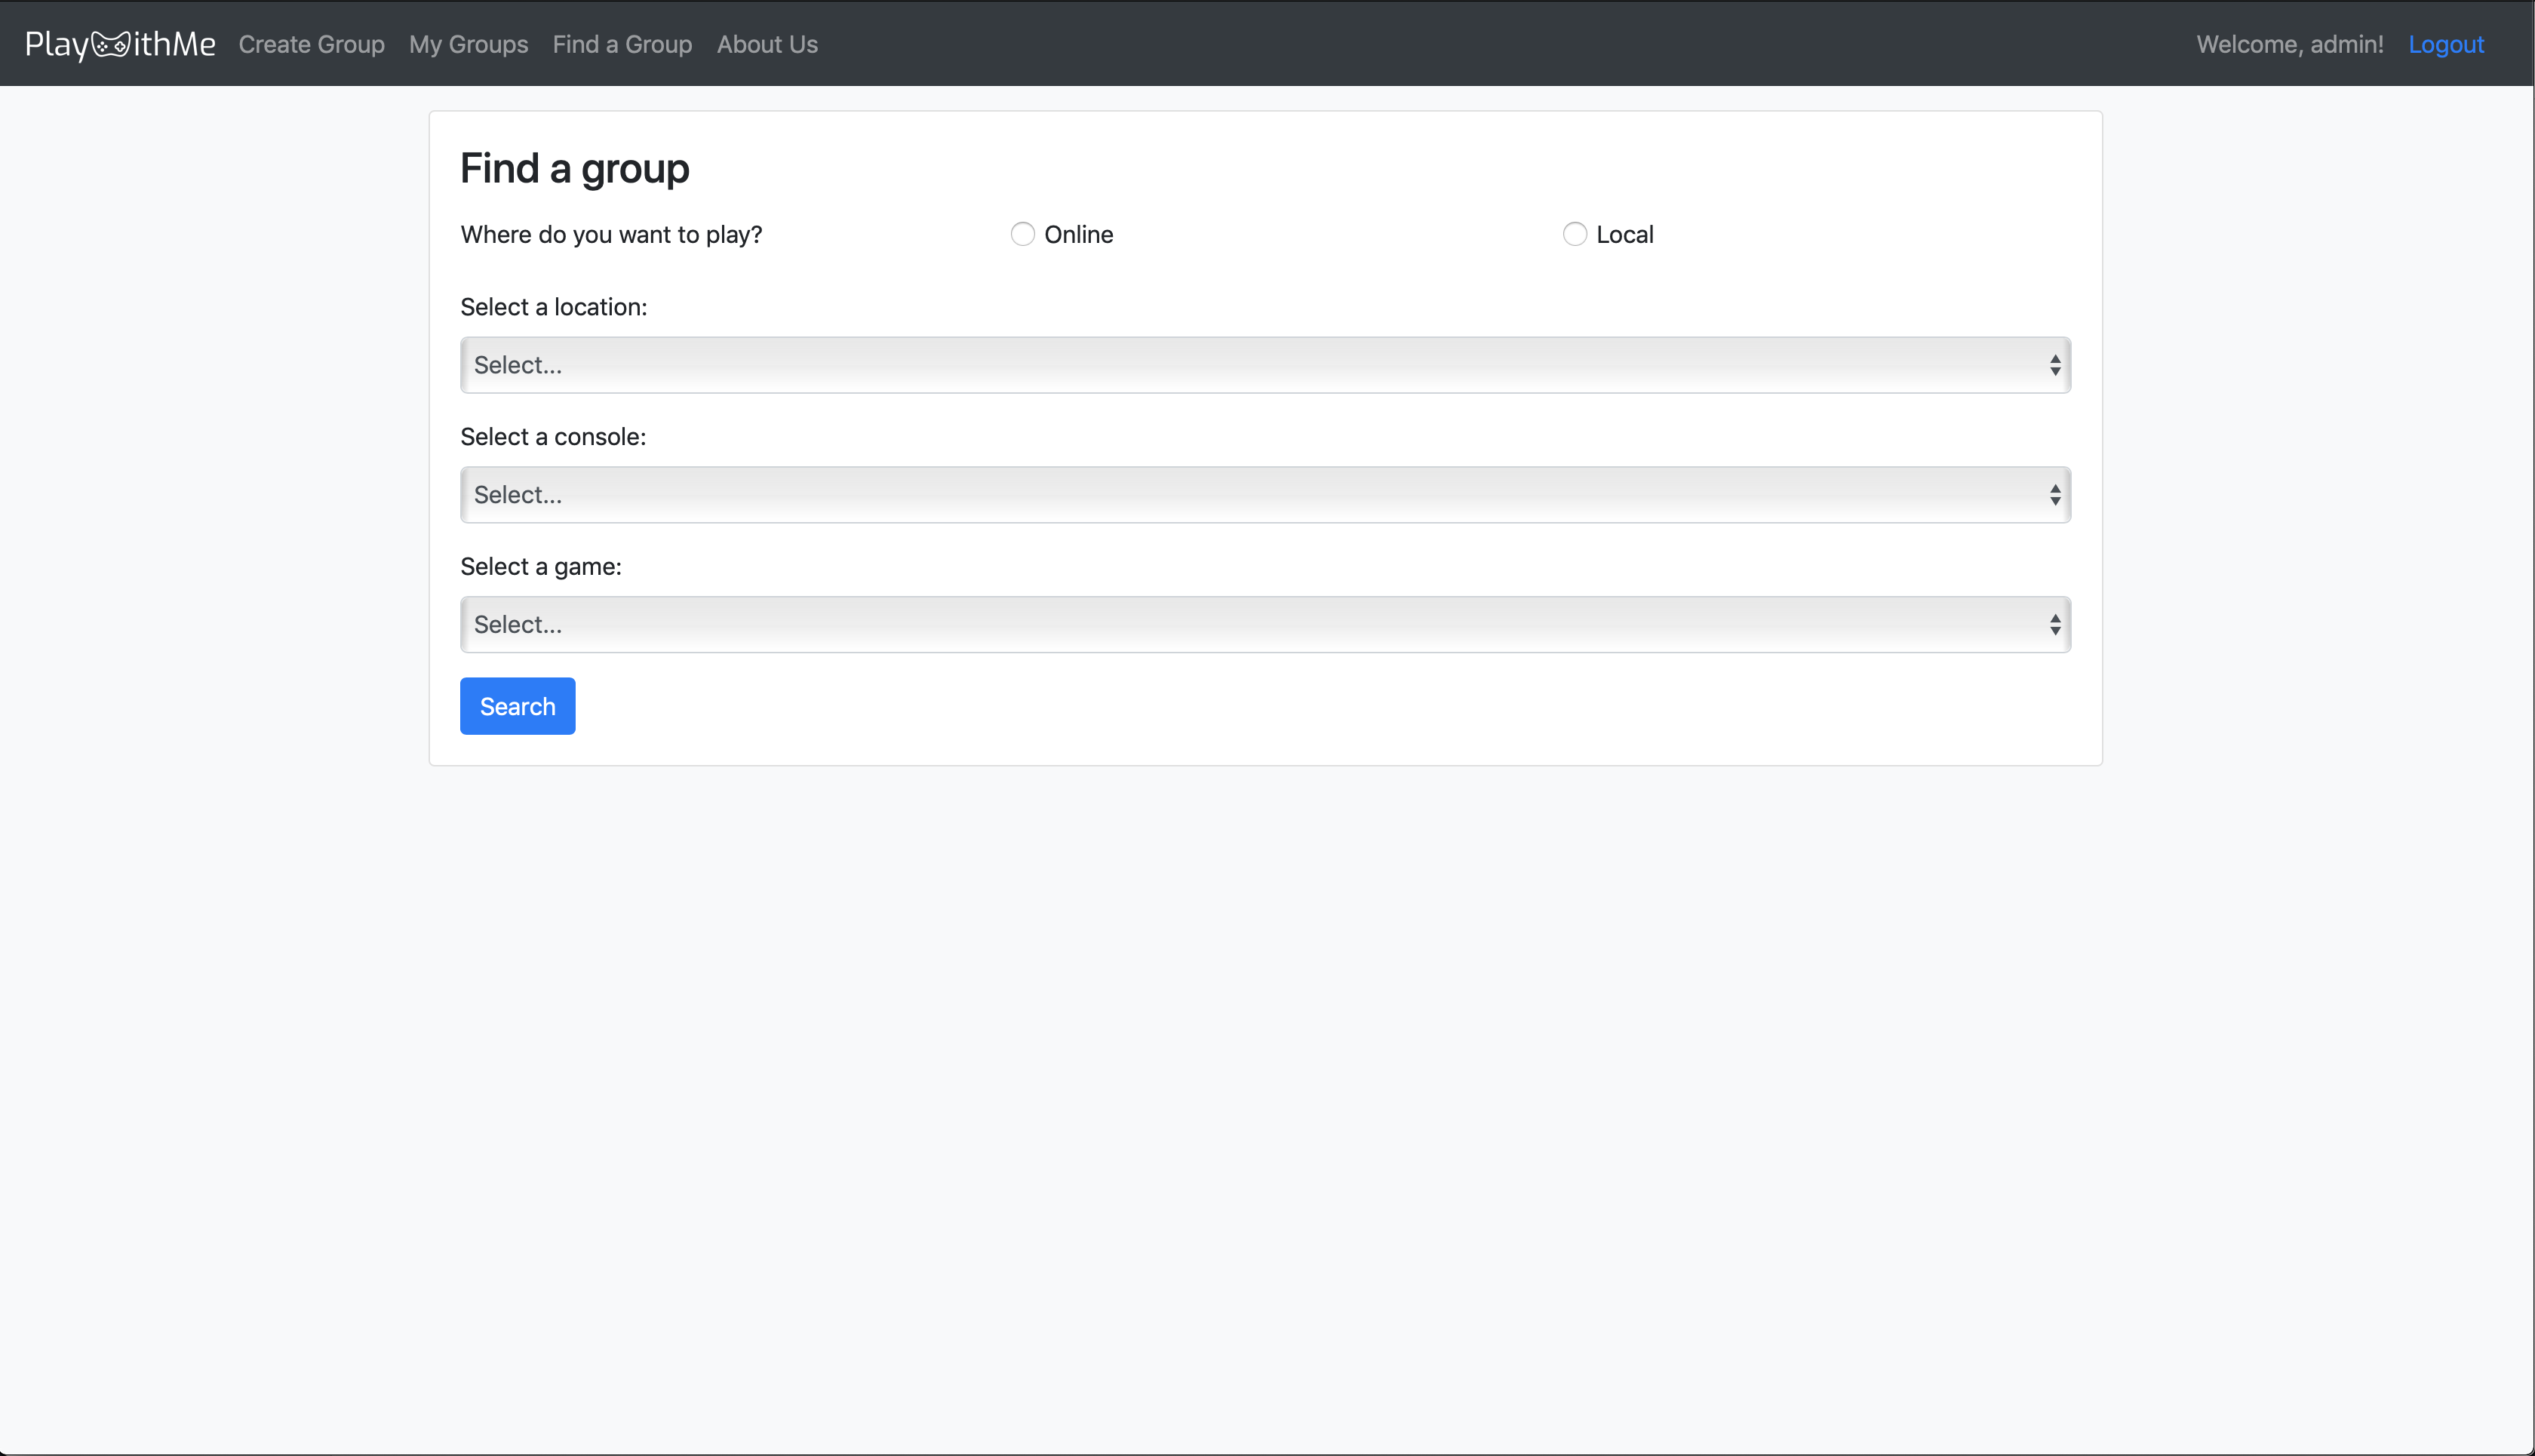 PlayWithMe Create Group My Groups Find a Group About Us Welcome, admin! Logout
Find a group
Where do you want to play? Online Local
Select a location:
Select...
Select a console:
Select...
Select a game:
Select...
Search